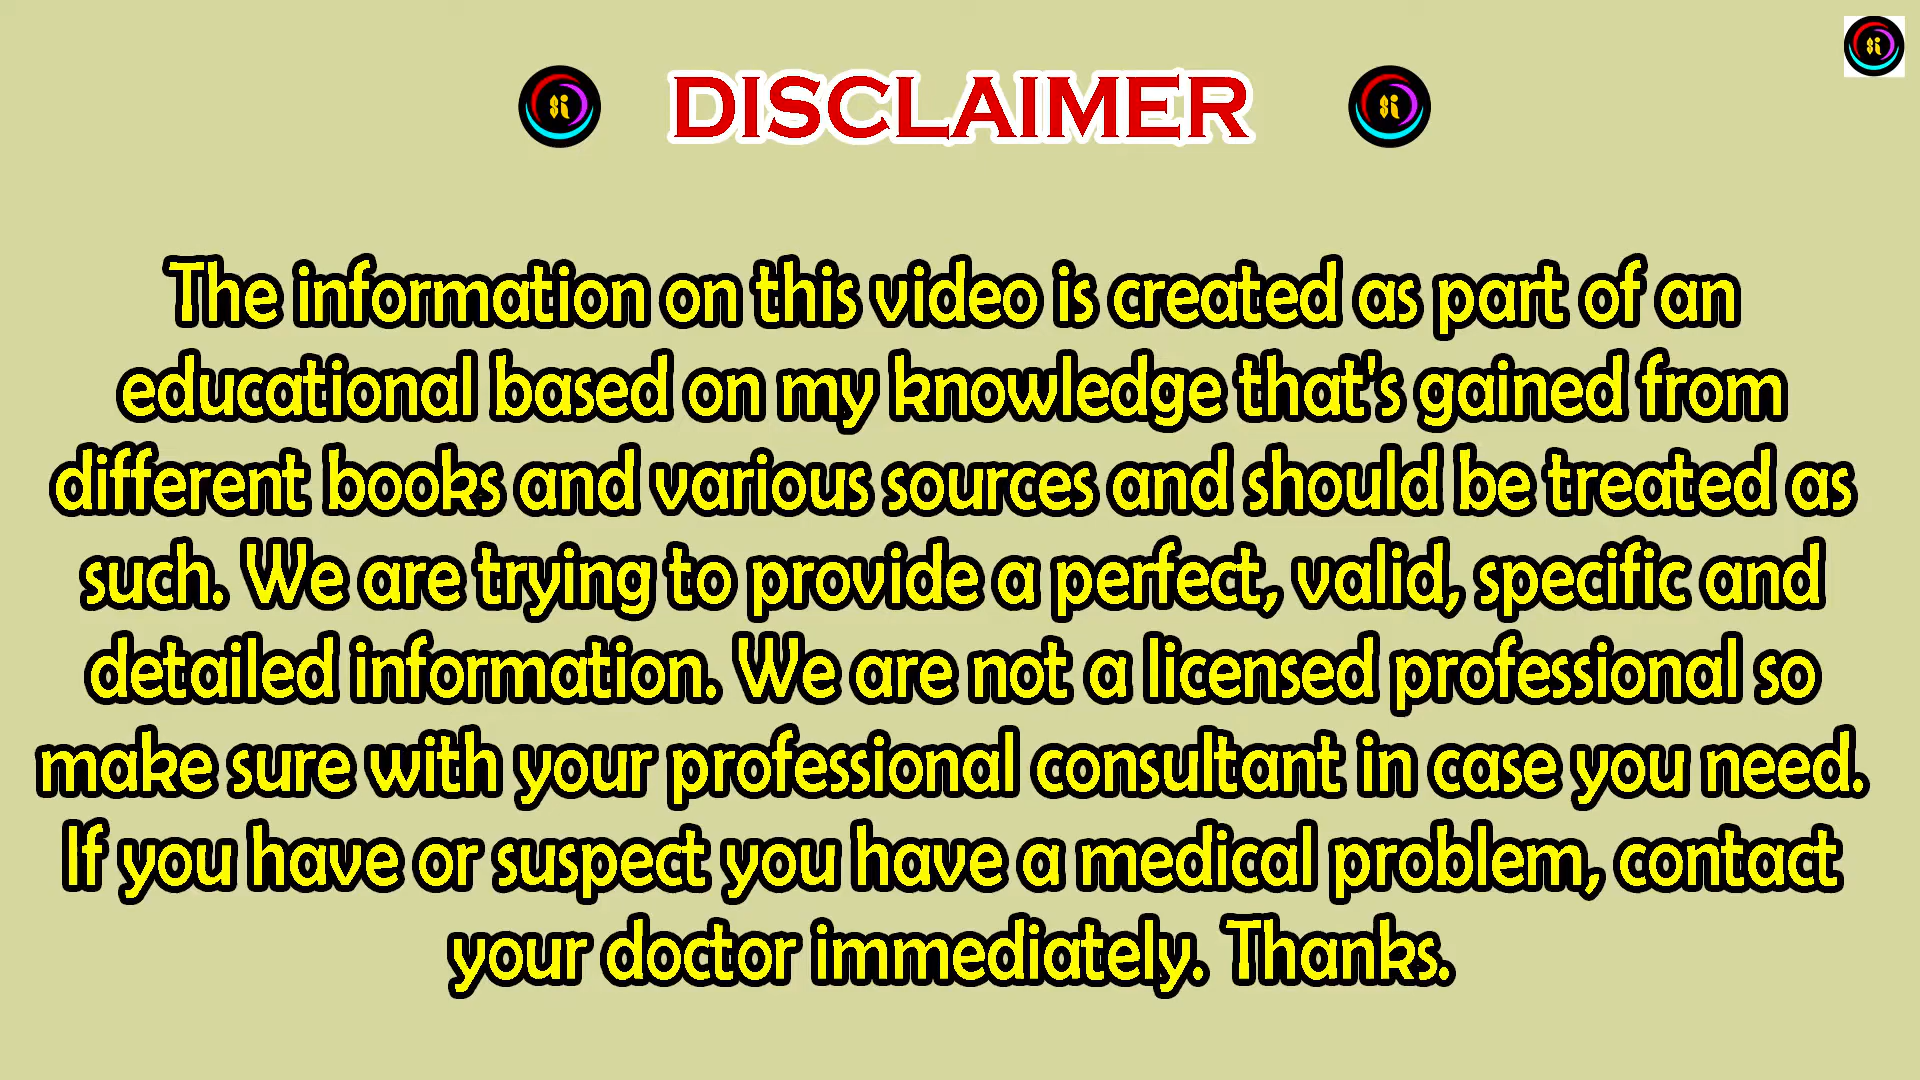 DISCLAIMER
The information on this video is created as part of an
educational based on my knowledge that's gained from
different books and various sources and should be treated as
such. We are trying to provide a perfect, valid, specific and
detailed information. We are not a licensed professional so
make sure with your professional consultant in case you need.
If you have or suspect you have a medical problem, contact
your doctor immediately. Thanks.